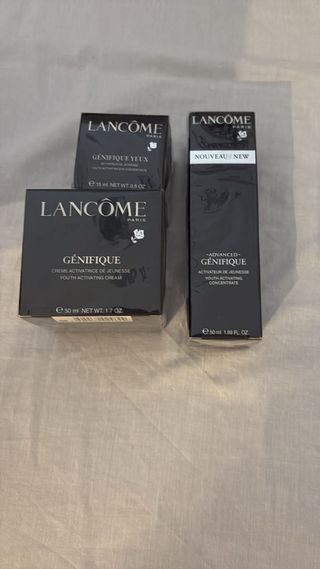 LANCÔME
PARIS
GÉNIFIQUE YEUX
ACTIVATEUR DE JEUNESSE
YOUTH ACTIVATING EYE CONCENTRATE
℮ 15 ml NET WT. 0.5 OZ.
LANCÔME
PARIS
GÉNIFIQUE
CRÈME ACTIVATRICE DE JEUNESSE
YOUTH ACTIVATING CREAM
℮ 50 ml NET WT. 1.7 OZ.
LANCÔME
PARIS
NOUVEAU / NEW
–ADVANCED–
GÉNIFIQUE
ACTIVATEUR DE JEUNESSE
YOUTH ACTIVATING
CONCENTRATE
℮ 50 ml 1.69 FL. OZ.